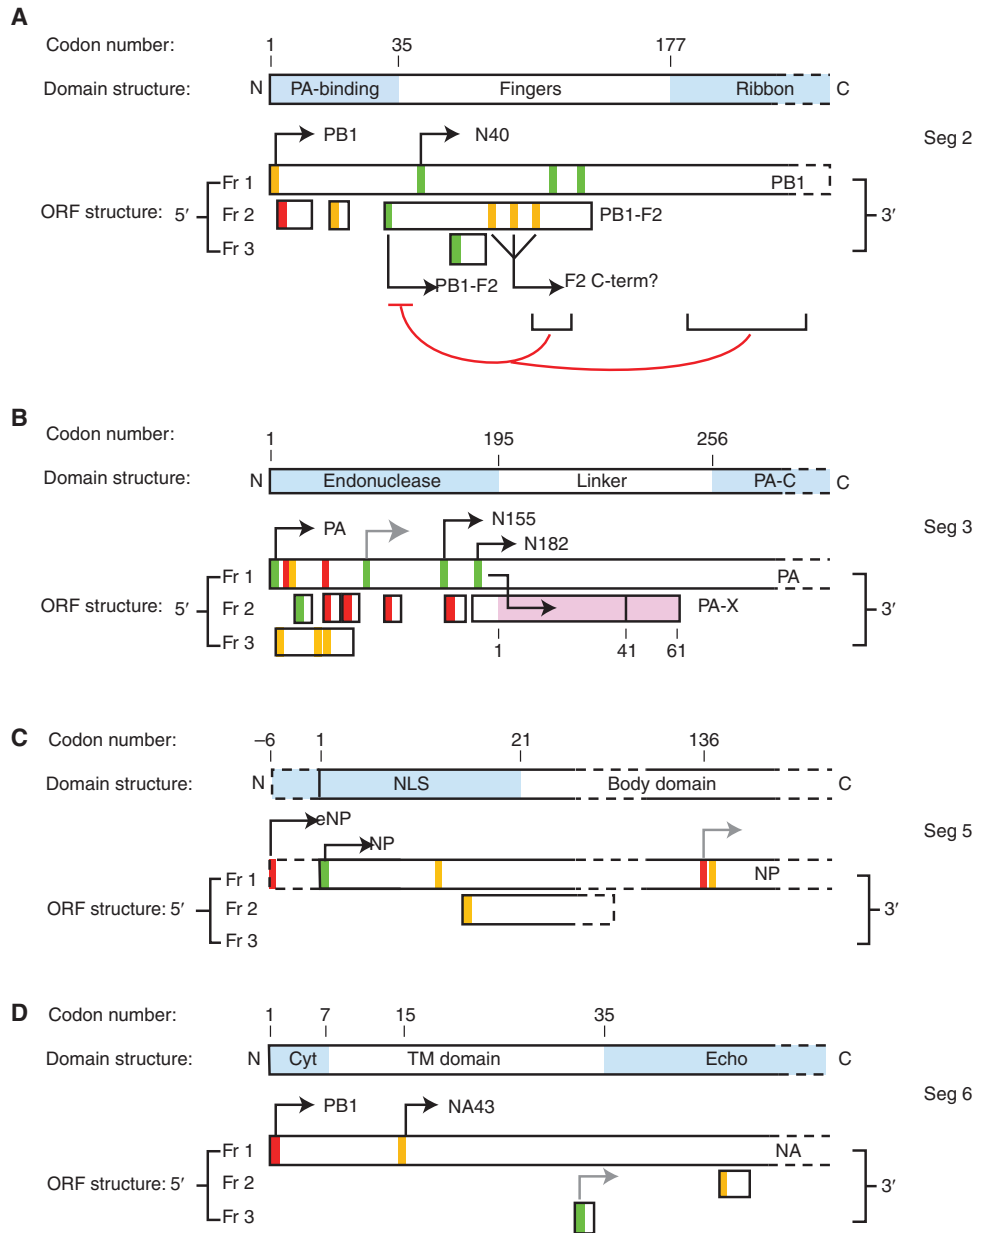 A
Codon number: 1 35 177
Domain structure: N PA-binding Fingers Ribbon C
Seg 2
PB1 N40
Fr 1 PB1
ORF structure: 5′ Fr 2 PB1-F2 3′
Fr 3
PB1-F2 F2 C-term?
B
Codon number: 1 195 256
Domain structure: N Endonuclease Linker PA-C C
Seg 3
PA N155
N182
Fr 1 PA
ORF structure: 5′ Fr 2 PA-X 3′
Fr 3 1 41 61
C
Codon number: –6 1 21 136
Domain structure: N NLS Body domain C
Seg 5
eNP
NP
Fr 1 NP
ORF structure: 5′ Fr 2 3′
Fr 3
D
Codon number: 1 7 15 35
Domain structure: N Cyt TM domain Echo C
Seg 6
PB1 NA43
Fr 1 NA
ORF structure: 5′ Fr 2 3′
Fr 3